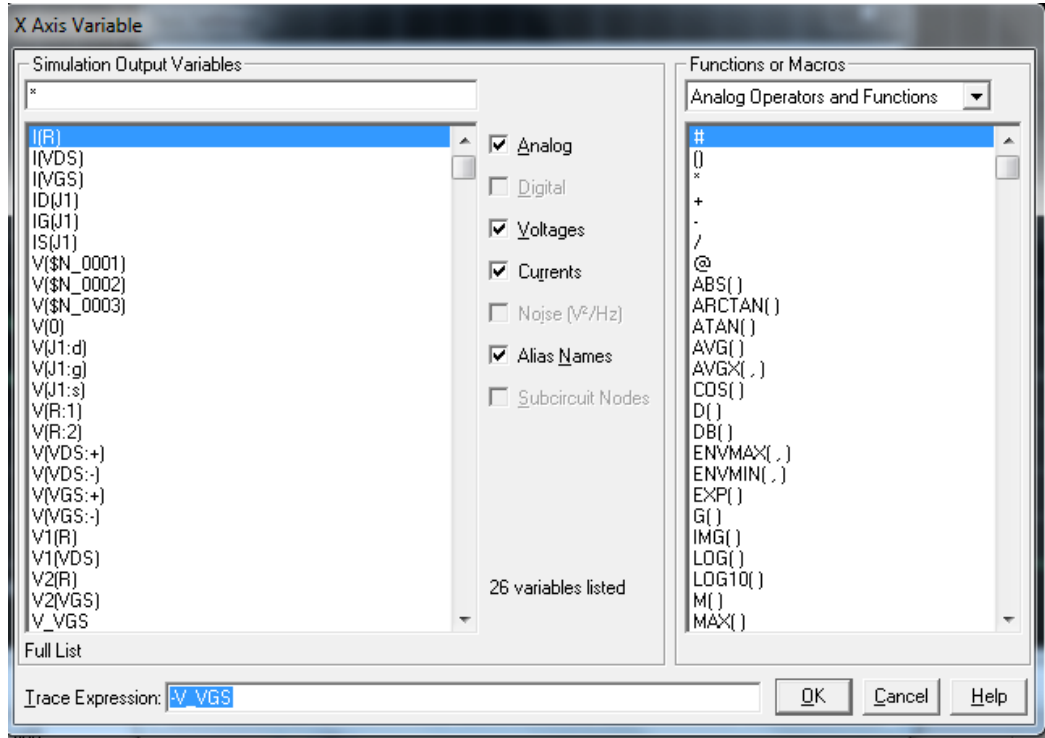 X Axis Variable
Simulation Output Variables
*
I(R)
I(VDS)
I(VGS)
ID(J1)
IG(J1)
IS(J1)
V($N_0001)
V($N_0002)
V($N_0003)
V(0)
V(J1:d)
V(J1:g)
V(J1:s)
V(R:1)
V(R:2)
V(VDS:+)
V(VDS:-)
V(VGS:+)
V(VGS:-)
V1(R)
V1(VDS)
V2(R)
V2(VGS)
V_VGS
Full List
Analog
Digital
Voltages
Currents
Noise (V²/Hz)
Alias Names
Subcircuit Nodes
26 variables listed
Functions or Macros
Analog Operators and Functions
#
()
*
+
-
/
@
ABS( )
ARCTAN( )
ATAN( )
AVG( )
AVGX( , )
COS( )
D( )
DB( )
ENVMAX( , )
ENVMIN( , )
EXP( )
G( )
IMG( )
LOG( )
LOG10( )
M( )
MAX( )
Trace Expression: -V_VGS
OK
Cancel
Help